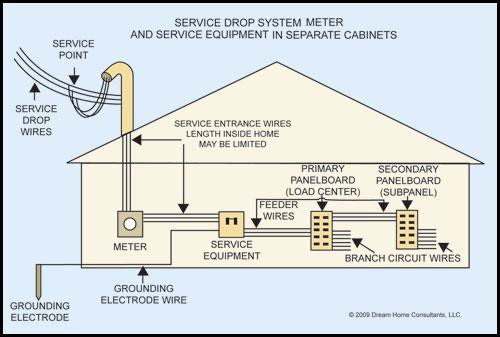 SERVICE DROP SYSTEM METER
AND SERVICE EQUIPMENT IN SEPARATE CABINETS
SERVICE
POINT
SERVICE
DROP
WIRES
SERVICE ENTRANCE WIRES
LENGTH INSIDE HOME
MAY BE LIMITED
PRIMARY
PANELBOARD
(LOAD CENTER)
SECONDARY
PANELBOARD
(SUBPANEL)
FEEDER
WIRES
METER
SERVICE
EQUIPMENT
BRANCH CIRCUIT WIRES
GROUNDING
ELECTRODE WIRE
GROUNDING
ELECTRODE
© 2009 Dream Home Consultants, LLC.